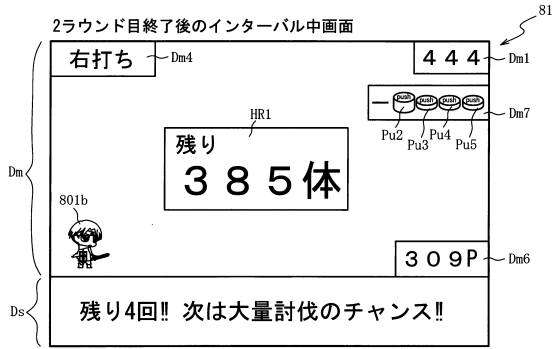 81
2ラウンド目終了後のインターバル中画面
右打ち Dm4
444 Dm1
ー push push push push Dm7
Pu2 Pu3 Pu4 Pu5
HR1
残り
385体
Dm
801b
309P Dm6
Ds
残り4回!! 次は大量討伐のチャンス!!